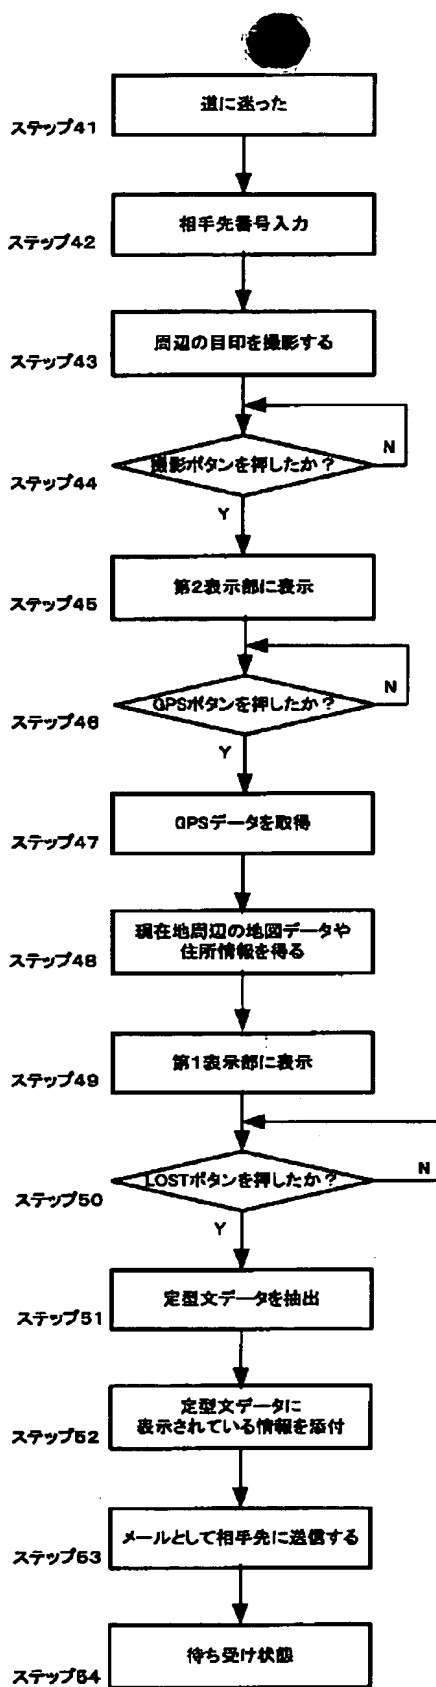 道に迷った
ステップ41
相手先番号入力
ステップ42
周辺の目印を撮影する
ステップ43
撮影ボタンを押したか？
N
ステップ44
Y
第2表示部に表示
ステップ45
GPSボタンを押したか？
N
ステップ46
Y
GPSデータを取得
ステップ47
現在地周辺の地図データや
住所情報を得る
ステップ48
第1表示部に表示
ステップ49
LOSTボタンを押したか？
N
ステップ50
Y
定型文データを抽出
ステップ51
定型文データに
表示されている情報を添付
ステップ52
メールとして相手先に送信する
ステップ53
待ち受け状態
ステップ54